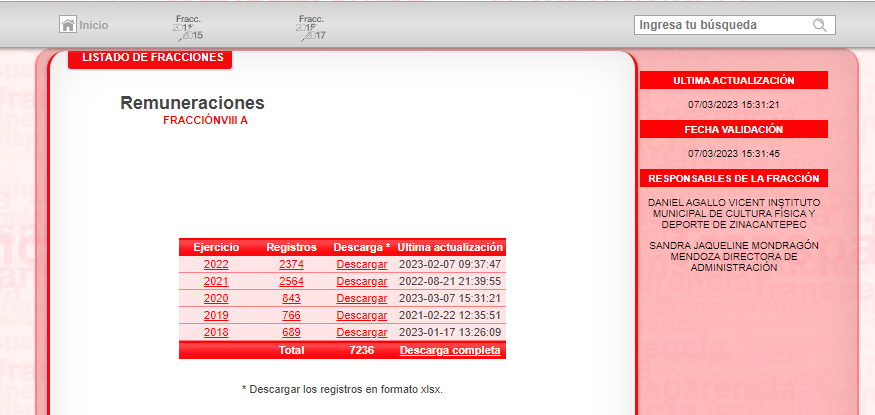 Inicio
Fracc.
2015
Fracc.
2017
Ingresa tu búsqueda
LISTADO DE FRACCIONES
Remuneraciones
FRACCIÓNVIII A
Ejercicio Registros Descarga * Ultima actualización
2022 2374 Descargar 2023-02-07 09:37:47
2021 2564 Descargar 2022-08-21 21:39:55
2020 843 Descargar 2023-03-07 15:31:21
2019 766 Descargar 2021-02-22 12:35:51
2018 689 Descargar 2023-01-17 13:26:09
Total 7236 Descarga completa
* Descargar los registros en formato xlsx.
ULTIMA ACTUALIZACIÓN
07/03/2023 15:31:21
FECHA VALIDACIÓN
07/03/2023 15:31:45
RESPONSABLES DE LA FRACCIÓN
DANIEL AGALLO VICENT INSTITUTO
MUNICIPAL DE CULTURA FÍSICA Y
DEPORTE DE ZINACANTEPEC
SANDRA JAQUELINE MONDRAGÓN
MENDOZA DIRECTORA DE
ADMINISTRACIÓN